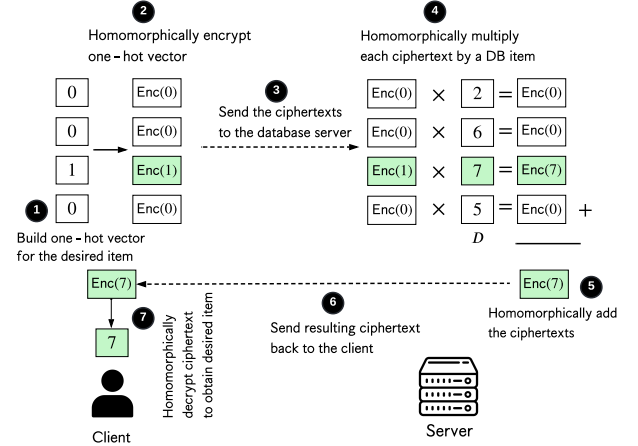 2
Homomorphically encrypt
one-hot vector
4
Homomorphically multiply
each ciphertext by a DB item
0 Enc(0)
0 Enc(0)
1 Enc(1)
0 Enc(0)
1
Build one-hot vector
for the desired item
3
Send the ciphertexts
to the database server
Enc(0) × 2 = Enc(0)
Enc(0) × 6 = Enc(0)
Enc(1) × 7 = Enc(7)
Enc(0) × 5 = Enc(0) +
D
Enc(7)
5
Homomorphically add
the ciphertexts
6
Send resulting ciphertext
back to the client
Enc(7)
7
7
Homomorphically
decrypt ciphertext
to obtain desired item
Client
Server